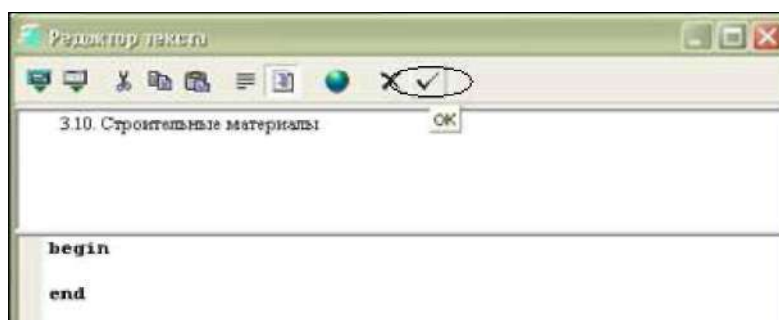 Редактор текста
3.10. Строительные материалы
OK
begin
end